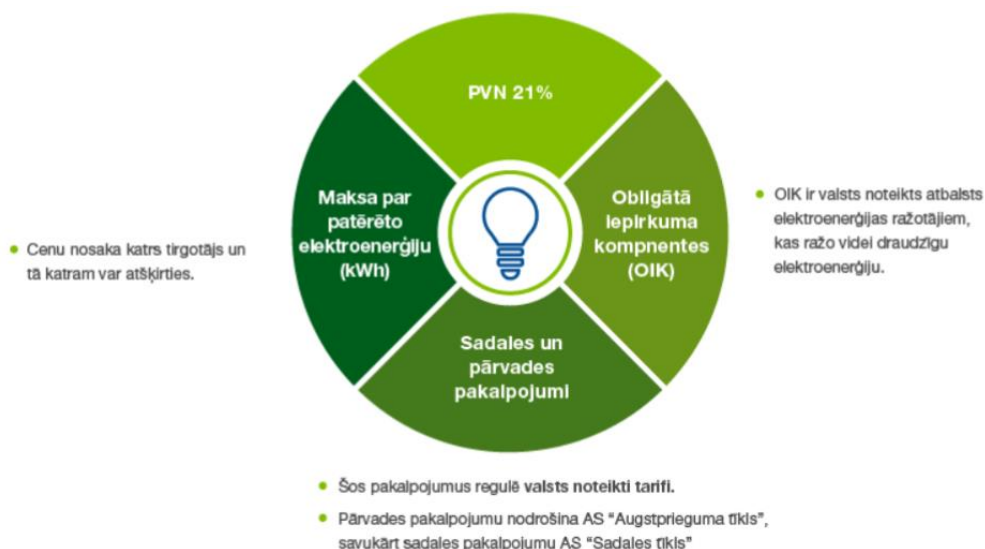 PVN 21%
Maksa par
patērēto
elektroenerģiju
(kWh)
Obligātā
iepirkuma
kompnentes
(OIK)
Sadales un
pārvades
pakalpojumi
Cenu nosaka katrs tirgotājs un
tā katram var atšķirties.
OIK ir valsts noteikts atbalsts
elektroenerģijas ražotājiem,
kas ražo videi draudzīgu
elektroenerģiju.
Šos pakalpojumus regulē valsts noteikti tarifi.
Pārvades pakalpojumu nodrošina AS “Augstprieguma tīkls”,
savukārt sadales pakalpojumu AS “Sadales tīkls”